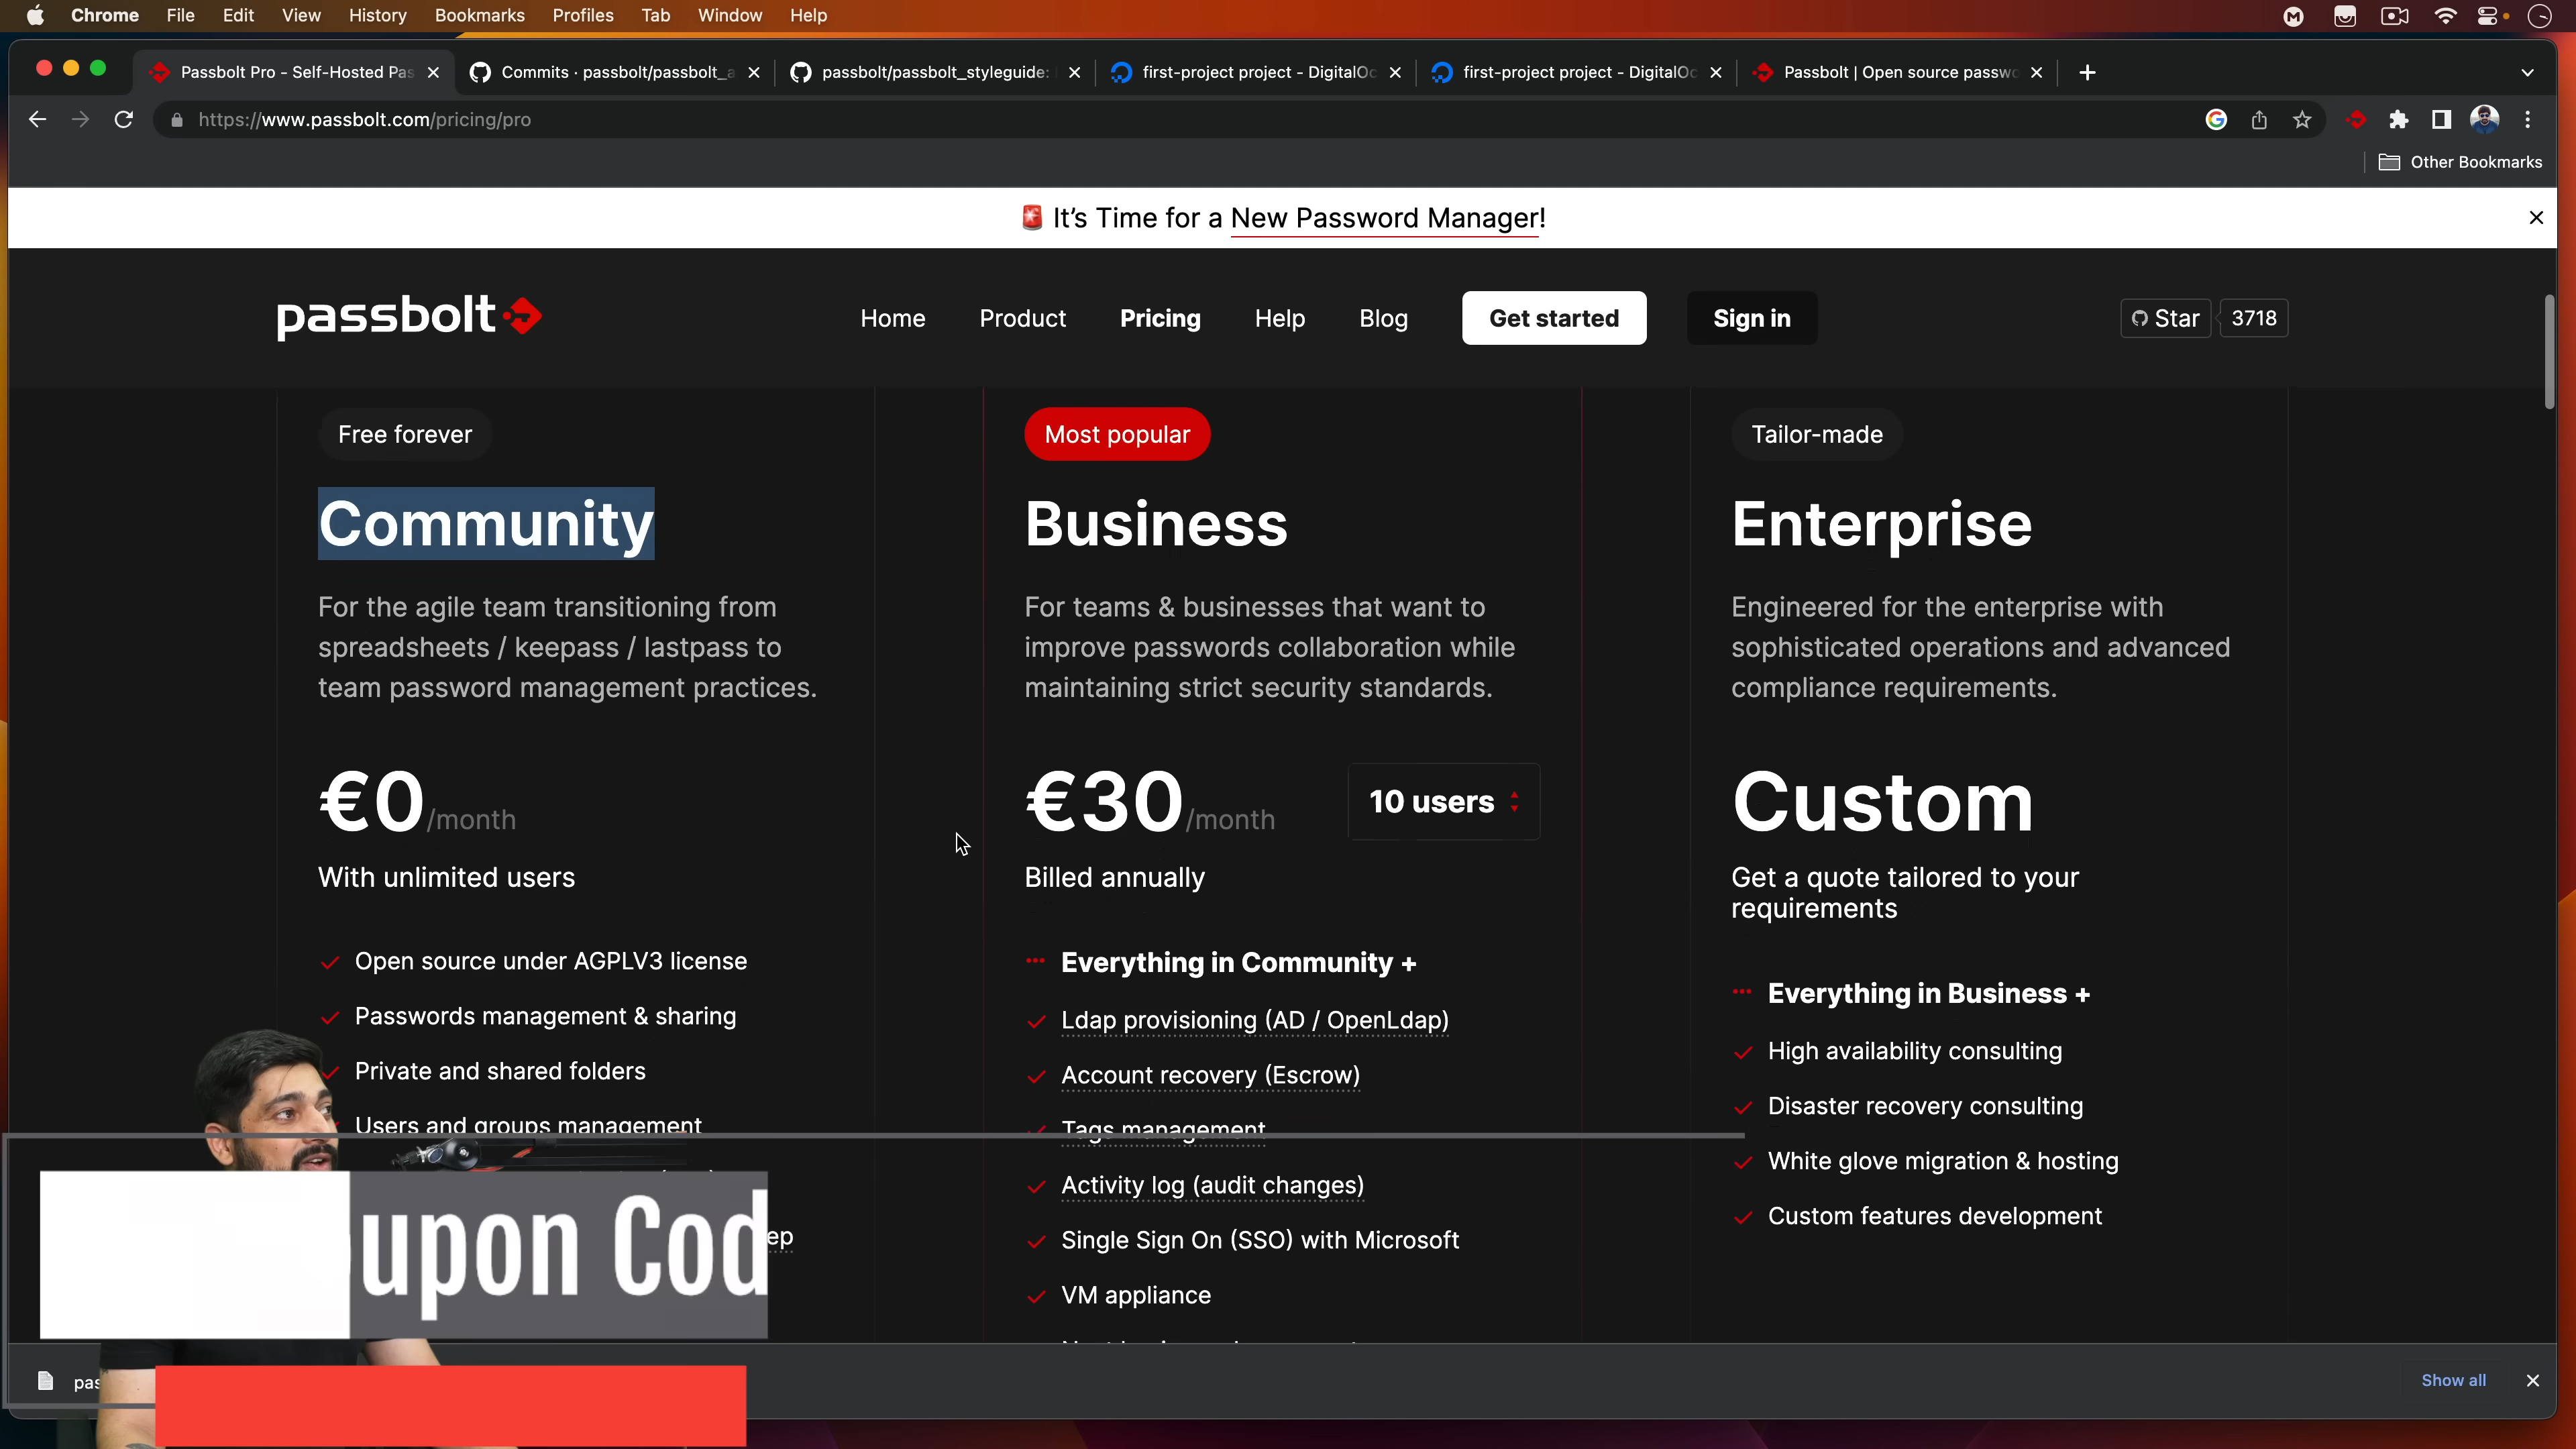 Chrome File Edit View History Bookmarks Profiles Tab Window Help
Passbolt Pro - Self-Hosted Pas
Commits · passbolt/passbolt_a
passbolt/passbolt_styleguide:
first-project project - DigitalOc
first-project project - DigitalOc
Passbolt | Open source passwo
https://www.passbolt.com/pricing/pro
Other Bookmarks
It's Time for a New Password Manager!
passbolt
Home Product Pricing Help Blog Get started Sign in
Star 3718
Free forever
Community
For the agile team transitioning from
spreadsheets / keepass / lastpass to
team password management practices.
€0/month
With unlimited users
Open source under AGPLV3 license
Passwords management & sharing
Private and shared folders
Users and groups management
ep
Most popular
Business
For teams & businesses that want to
improve passwords collaboration while
maintaining strict security standards.
€30/month
10 users
Billed annually
Everything in Community +
Ldap provisioning (AD / OpenLdap)
Account recovery (Escrow)
Tags management
Activity log (audit changes)
Single Sign On (SSO) with Microsoft
VM appliance
Tailor-made
Enterprise
Engineered for the enterprise with
sophisticated operations and advanced
compliance requirements.
Custom
Get a quote tailored to your
requirements
Everything in Business +
High availability consulting
Disaster recovery consulting
White glove migration & hosting
Custom features development
upon Cod
pas
Show all